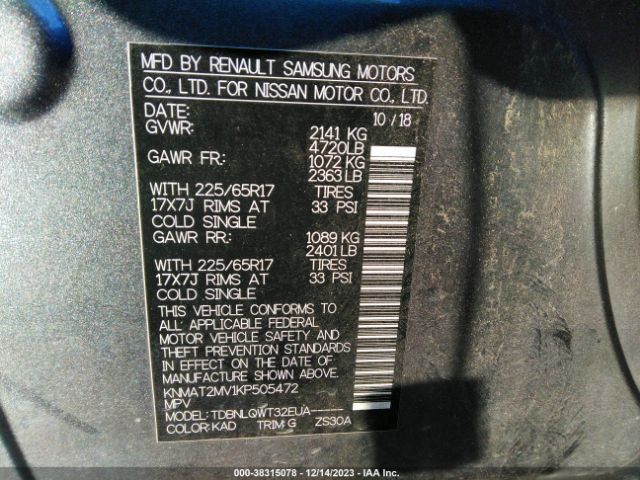 MFD BY RENAULT SAMSUNG MOTORS
CO., LTD. FOR NISSAN MOTOR CO., LTD.
DATE: 10/18
GVWR: 2141 KG
4720LB
GAWR FR: 1072 KG
2363LB
WITH 225/65R17 TIRES
17X7J RIMS AT 33 PSI
COLD SINGLE
GAWR RR: 1089 KG
2401LB
WITH 225/65R17 TIRES
17X7J RIMS AT 33 PSI
COLD SINGLE
THIS VEHICLE CONFORMS TO
ALL APPLICABLE FEDERAL
MOTOR VEHICLE SAFETY AND
THEFT PREVENTION STANDARDS
IN EFFECT ON THE DATE OF
MANUFACTURE SHOWN ABOVE.
KNMAT2MV1KP505472
MPV
MODEL: TDBNLQWT32EUA-----
COLOR: KAD TRIM: G ZS30A
000-38315078 - 12/14/2023 - IAA Inc.